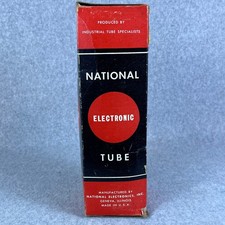 PRODUCED BY
INDUSTRIAL TUBE SPECIALISTS
NATIONAL
ELECTRONIC
TUBE
MANUFACTURED BY
NATIONAL ELECTRONICS, INC.
GENEVA, ILLINOIS,
MADE IN U.S.A.